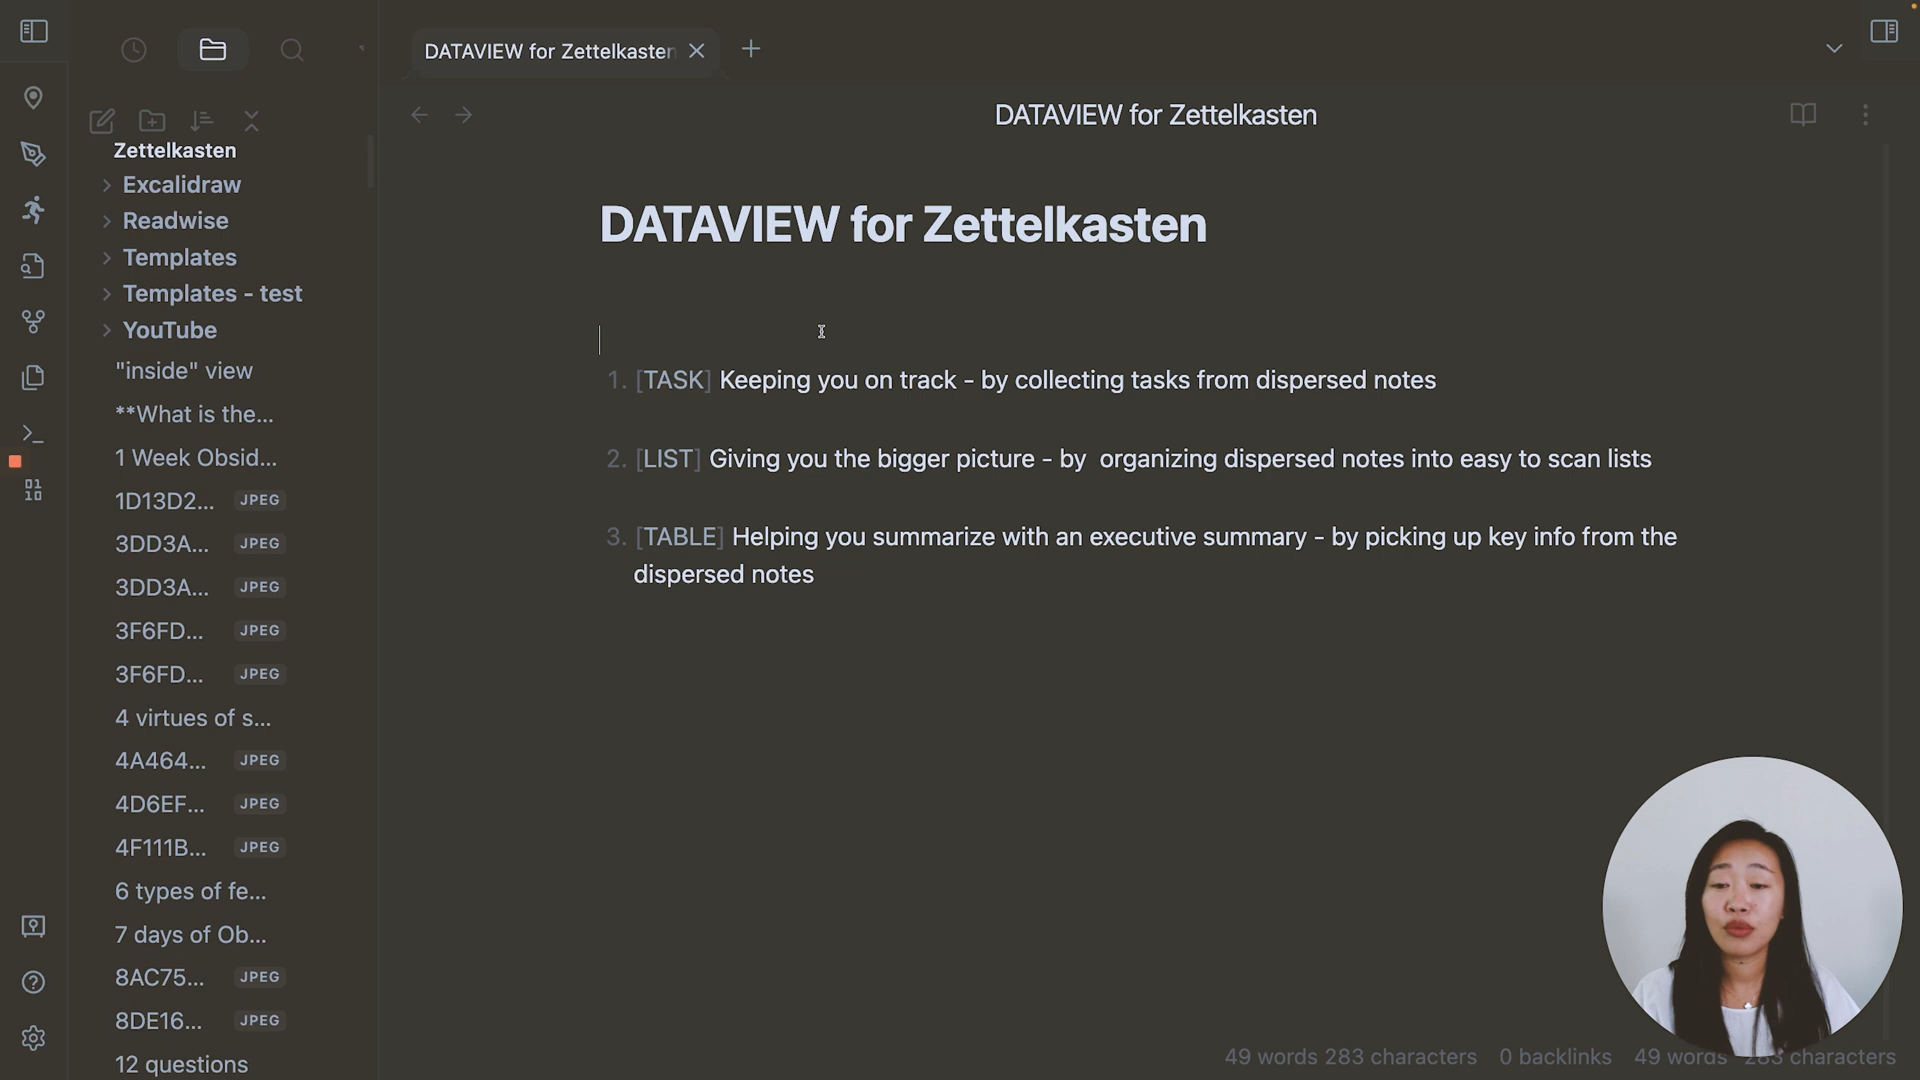 DATAVIEW for Zettelkasten
DATAVIEW for Zettelkasten
Zettelkasten
Excalidraw
Readwise
Templates
Templates - test
YouTube
"inside" view
**What is the...
1 Week Obsid...
1D13D2... JPEG
3DD3A... JPEG
3DD3A... JPEG
3F6FD... JPEG
3F6FD... JPEG
4 virtues of s...
4A464... JPEG
4D6EF... JPEG
4F111B... JPEG
6 types of fe...
7 days of Ob...
8AC75... JPEG
8DE16... JPEG
12 questions
DATAVIEW for Zettelkasten
1. [TASK] Keeping you on track - by collecting tasks from dispersed notes
2. [LIST] Giving you the bigger picture - by  organizing dispersed notes into easy to scan lists
3. [TABLE] Helping you summarize with an executive summary - by picking up key info from the
dispersed notes
49 words 283 characters 0 backlinks 49 words 283 characters